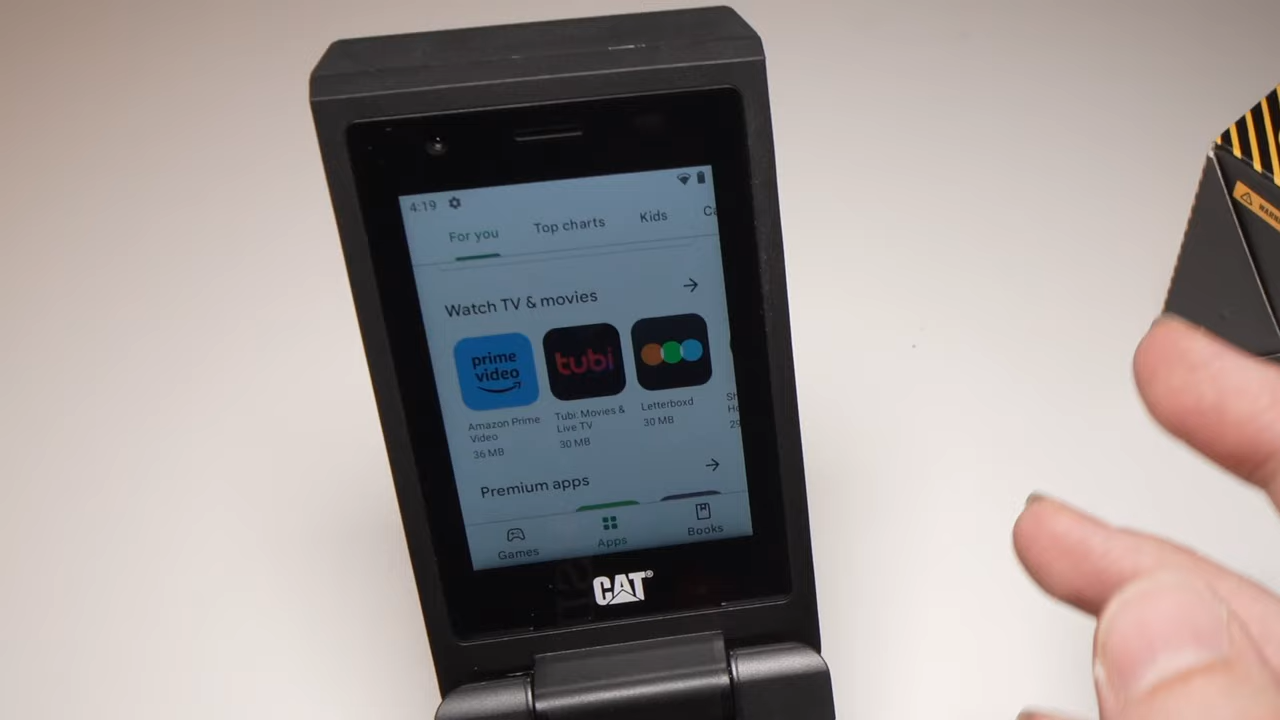 4:19
For you Top charts Kids
Watch TV & movies
prime video
tubi
Amazon Prime Video
36 MB
Tubi: Movies & Live TV
30 MB
Letterboxd
30 MB
Premium apps
Games Apps Books
CAT®